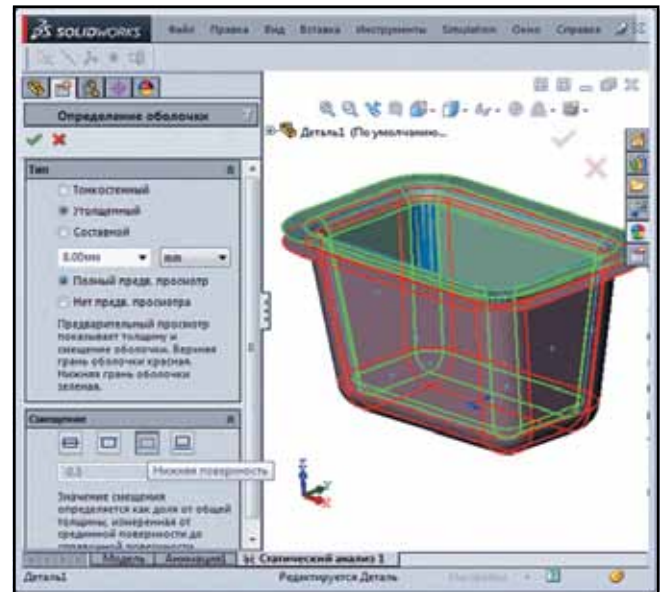 SOLIDWORKS Файл Правка Вид Вставка Инструменты Simulation Окно Справка
Определение оболочки
Деталь1 (По умолчанию...
Тип
Тонкостенный
Утолщенный
Составной
8.00мм mm
Полный предв. просмотр
Нет предв. просмотра
Предварительный просмотр
показывает толщину и
смещение оболочки. Верхняя
грань оболочки красная.
Нижняя грань оболочки
зеленая.
Смещение
Нижняя поверхность
Значение смещения
определяется как доля от общей
толщины, измеренная от
срединной поверхности до
справочной поверхности
Модель Анимация1 Статический анализ 1
Деталь1 Редактируется Деталь